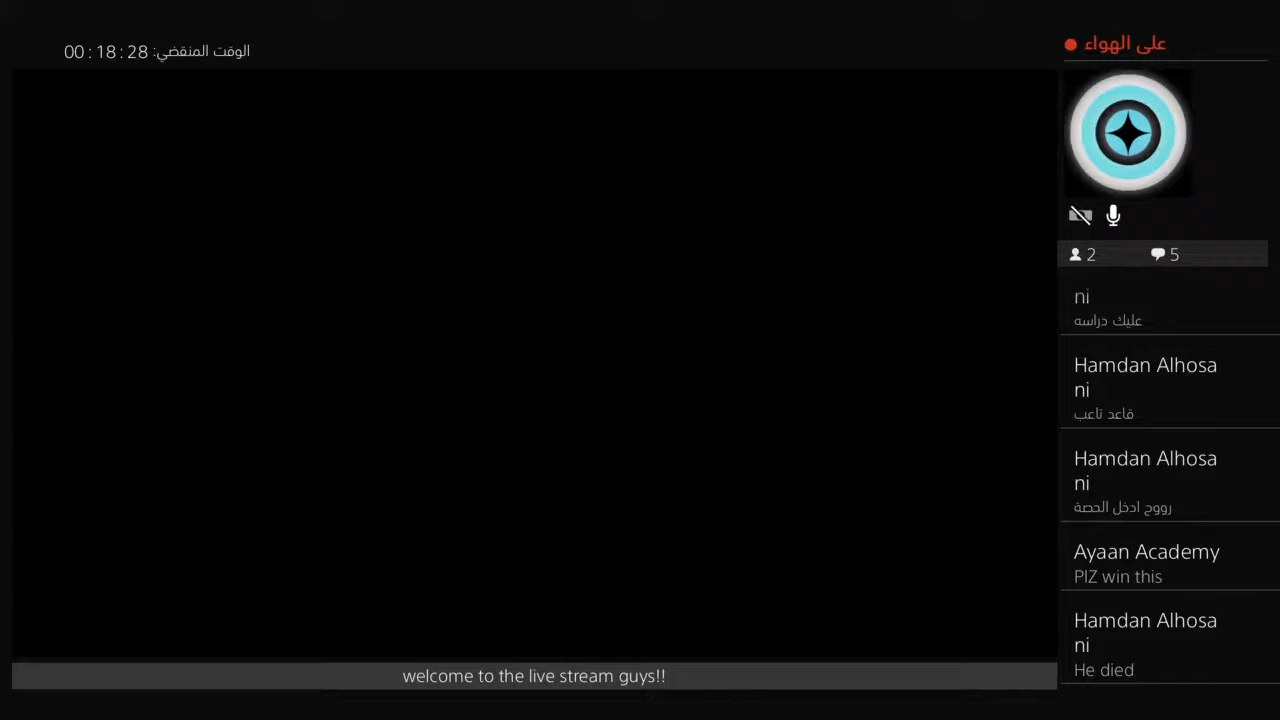 الوقت المنقضي: 00:18:28
على الهواء
2 5
ni
عليك دراسه
Hamdan Alhosa
ni
قاعد تاعب
Hamdan Alhosa
ni
رووح ادخل الحصة
Ayaan Academy
PIZ win this
Hamdan Alhosa
ni
He died
welcome to the live stream guys!!